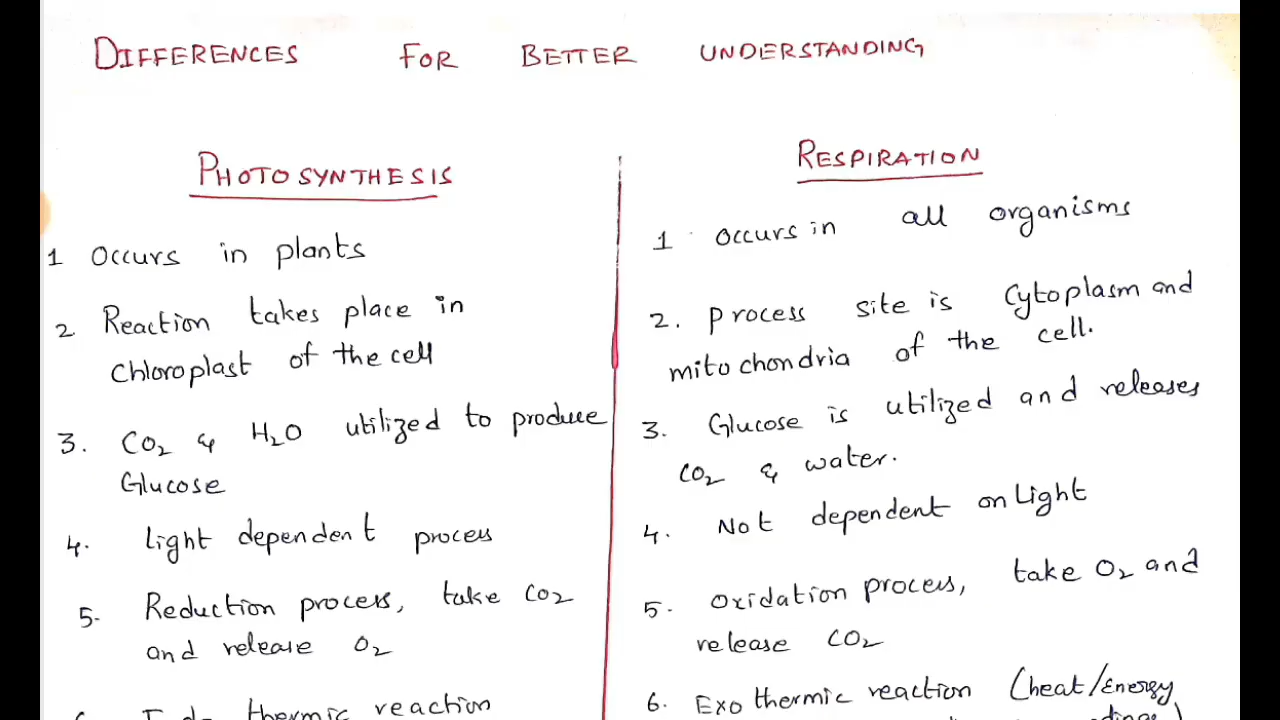 DIFFERENCES FOR BETTER UNDERSTANDING
PHOTOSYNTHESIS
1 Occurs in plants
2 Reaction takes place in
chloroplast of the cell
3. CO2 & H2O utilized to produce
Glucose
4. Light dependent process
5. Reduction process, take CO2
and release O2
thermic reaction
RESPIRATION
1 Occurs in all organisms
2. Process site is cytoplasm and
mitochondria of the cell.
3. Glucose is utilized and releases
CO2 & water.
4. Not dependent on Light
5. Oxidation process, take O2 and
release CO2
6. Exo thermic reaction (heat/Energy